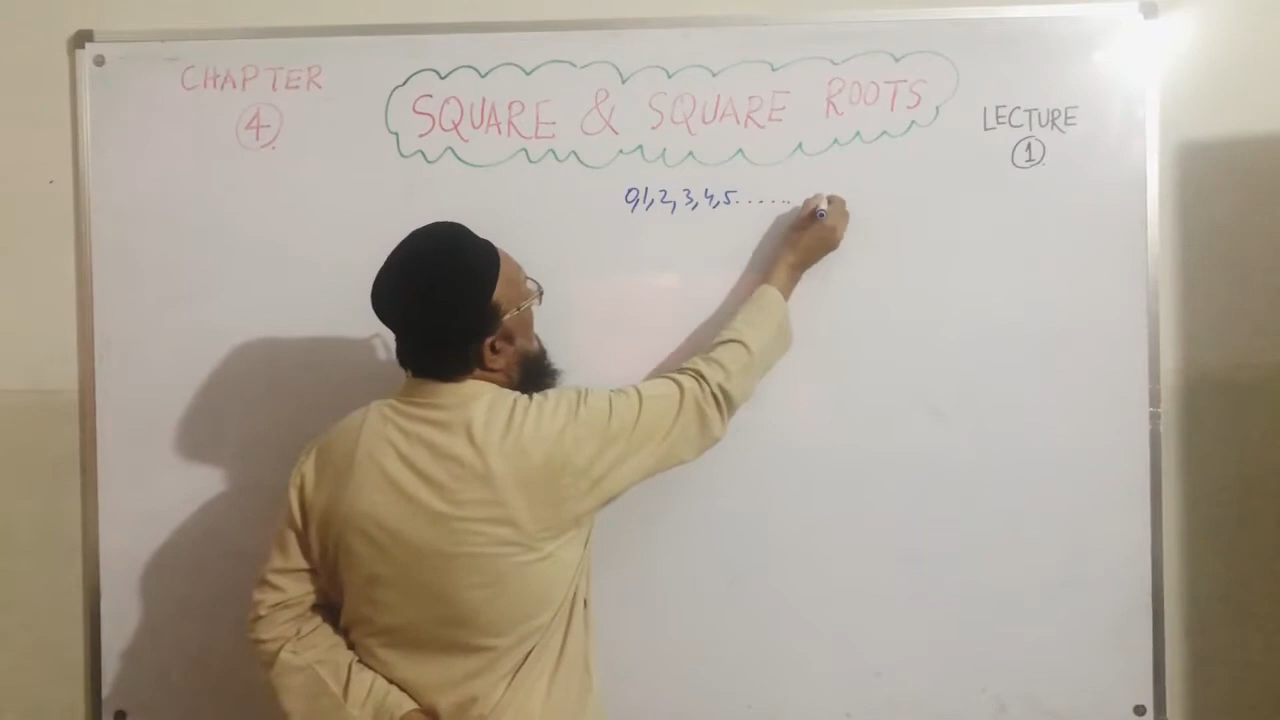 CHAPTER
4
SQUARE & SQUARE ROOTS
LECTURE
1
0,1,2,3,4,5......